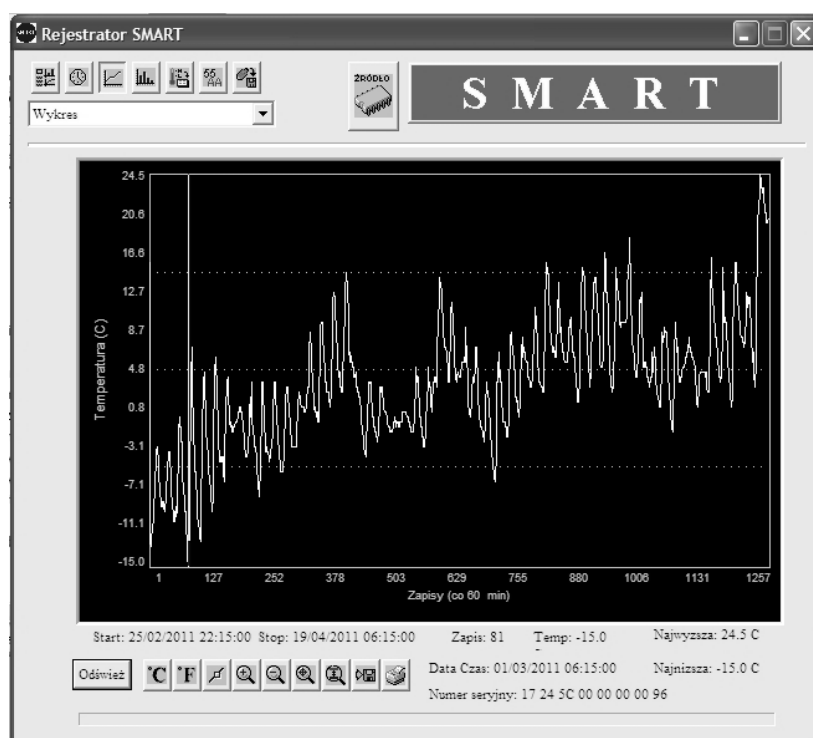 Rejestrator SMART
55
AA
ŹRÓDŁO
S M A R T
Wykres
24.5
20.6
16.6
12.7
8.7
4.8
0.8
-3.1
-7.1
-11.1
-15.0
Temperatura (C)
1 127 252 378 503 629 755 880 1006 1131 1257
Zapisy (co 60 min)
Start: 25/02/2011 22:15:00 Stop: 19/04/2011 06:15:00 Zapis: 81 Temp: -15.0 Najwyzsza: 24.5 C
Odśwież °C °F Data Czas: 01/03/2011 06:15:00 Najnizsza: -15.0 C
Numer seryjny: 17 24 5C 00 00 00 00 96